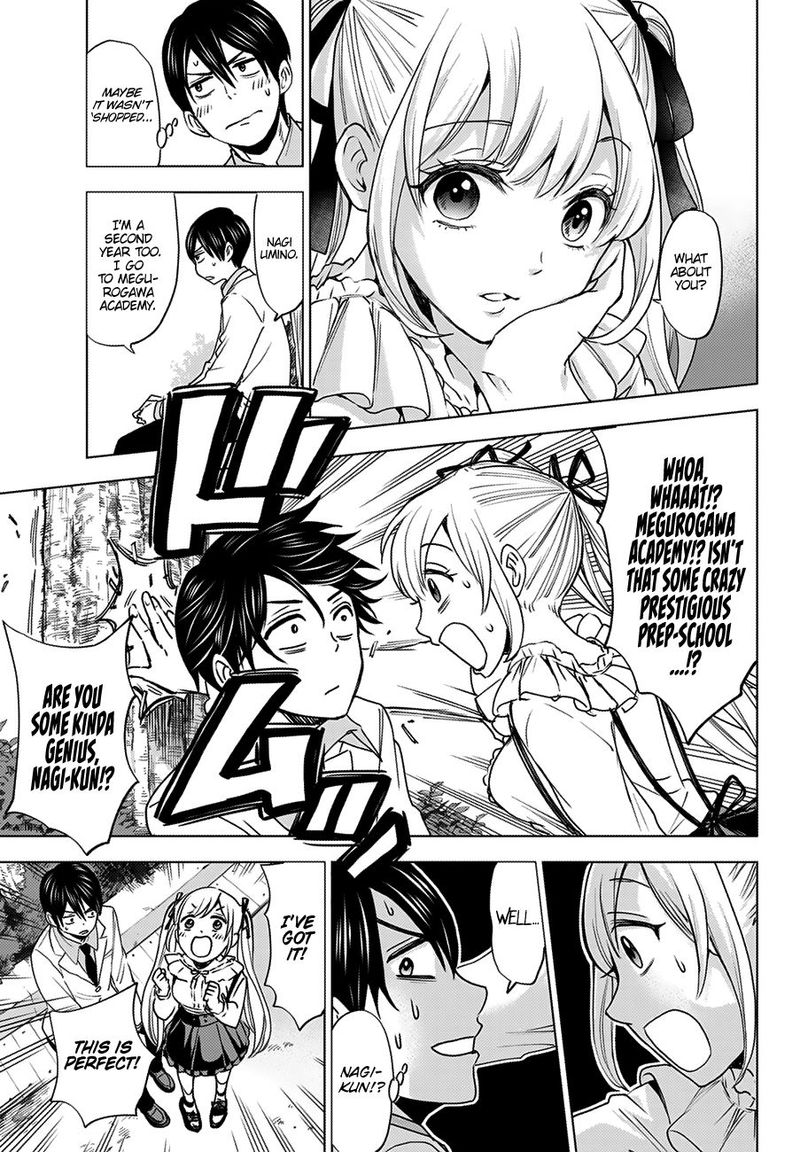 WHAT
ABOUT
YOU?
MAYBE
IT WASN'T
'SHOPPED...
NAGI
UMINO.
I'M A
SECOND
YEAR TOO.
I GO
TO MEGU-
ROGAWA
ACADEMY.
WHOA,
WHAAAT!?
MEGUROGAWA
ACADEMY!? ISN'T
THAT SOME CRAZY
PRESTIGIOUS
PREP-SCHOOL
....!?
ドドムッ
ARE YOU
SOME KINDA
GENIUS,
NAGI-KUN!?
WELL...
NAGI-
KUN!?
I'VE
GOT
IT!
THIS IS
PERFECT!